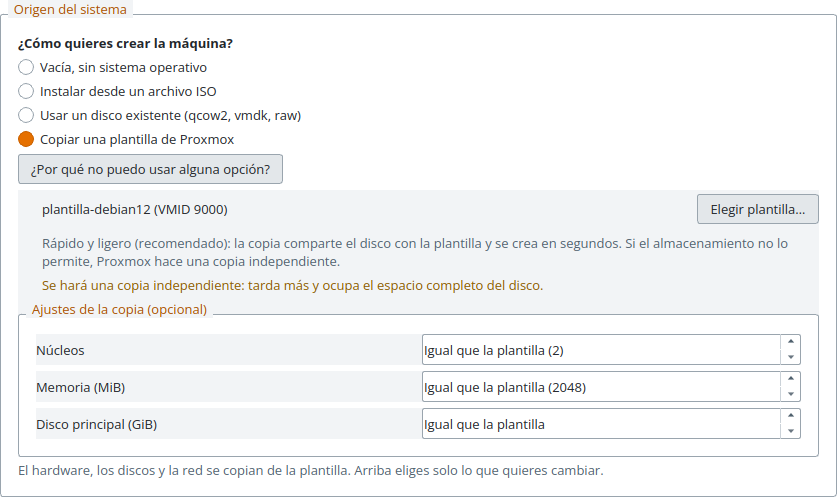 Origen del sistema
¿Cómo quieres crear la máquina?
Vacía, sin sistema operativo
Instalar desde un archivo ISO
Usar un disco existente (qcow2, vmdk, raw)
Copiar una plantilla de Proxmox
¿Por qué no puedo usar alguna opción?
plantilla-debian12 (VMID 9000)
Elegir plantilla...
Rápido y ligero (recomendado): la copia comparte el disco con la plantilla y se crea en segundos. Si el almacenamiento no lo
permite, Proxmox hace una copia independiente.
Se hará una copia independiente: tarda más y ocupa el espacio completo del disco.
Ajustes de la copia (opcional)
Núcleos
Igual que la plantilla (2)
Memoria (MiB)
Igual que la plantilla (2048)
Disco principal (GiB)
Igual que la plantilla
El hardware, los discos y la red se copian de la plantilla. Arriba eliges solo lo que quieres cambiar.